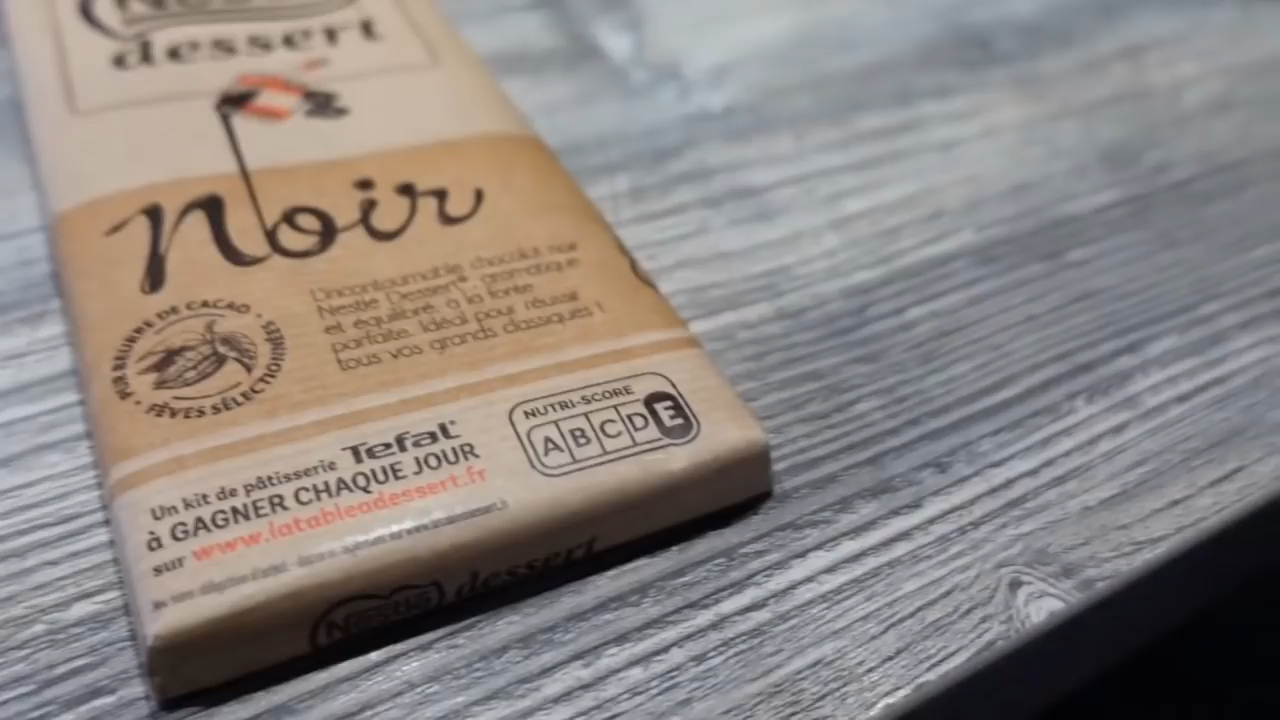 Nestlé
dessert
Noir
L'incontournable chocolat noir
Nestlé Dessert® aromatique
et équilibré, à la fonte
parfaite. Idéal pour réussir
tous vos grands classiques !
PUR BEURRE DE CACAO •
FÈVES SÉLECTIONNÉES •
NUTRI-SCORE
A B C D E
Un kit de pâtisserie Tefal
à GAGNER CHAQUE JOUR
sur www.latableadessert.fr
Nestlé dessert